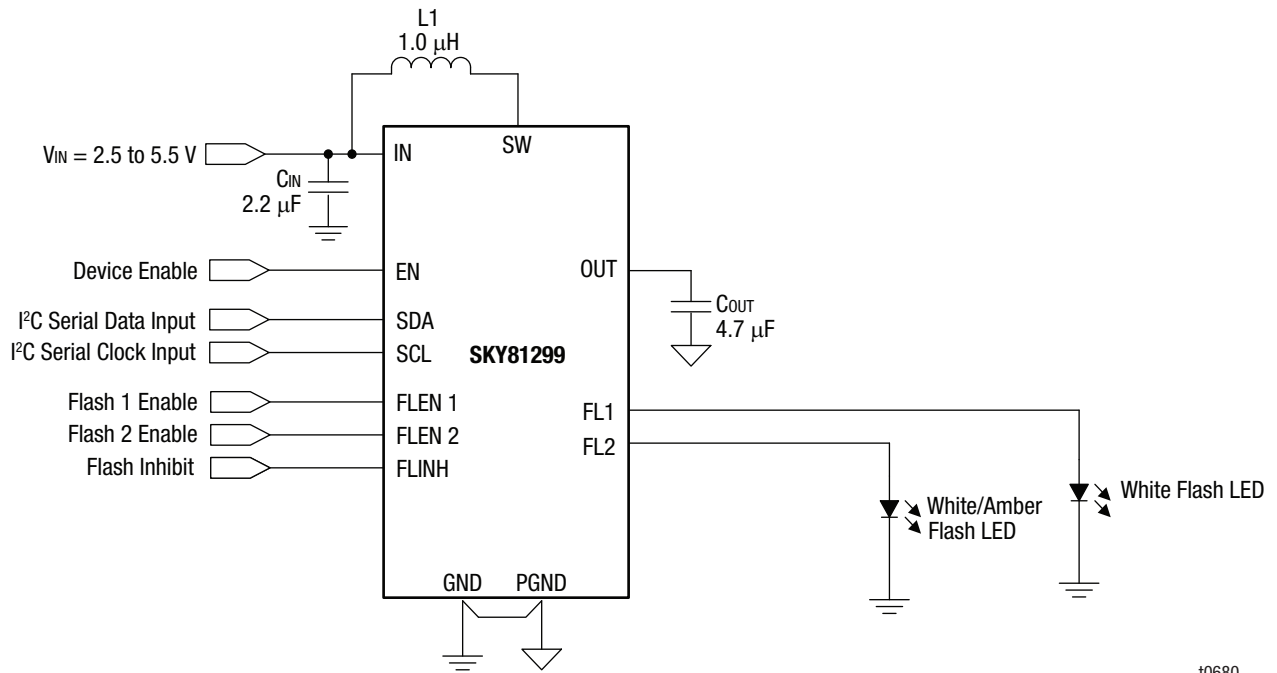 L1
1.0 μH
SW
VIN = 2.5 to 5.5 V
IN
CIN
2.2 μF
Device Enable
EN
OUT
COUT
4.7 μF
I²C Serial Data Input
SDA
I²C Serial Clock Input
SCL
SKY81299
Flash 1 Enable
FLEN 1
FL1
Flash 2 Enable
FLEN 2
FL2
Flash Inhibit
FLINH
White/Amber
Flash LED
White Flash LED
GND
PGND
t0680